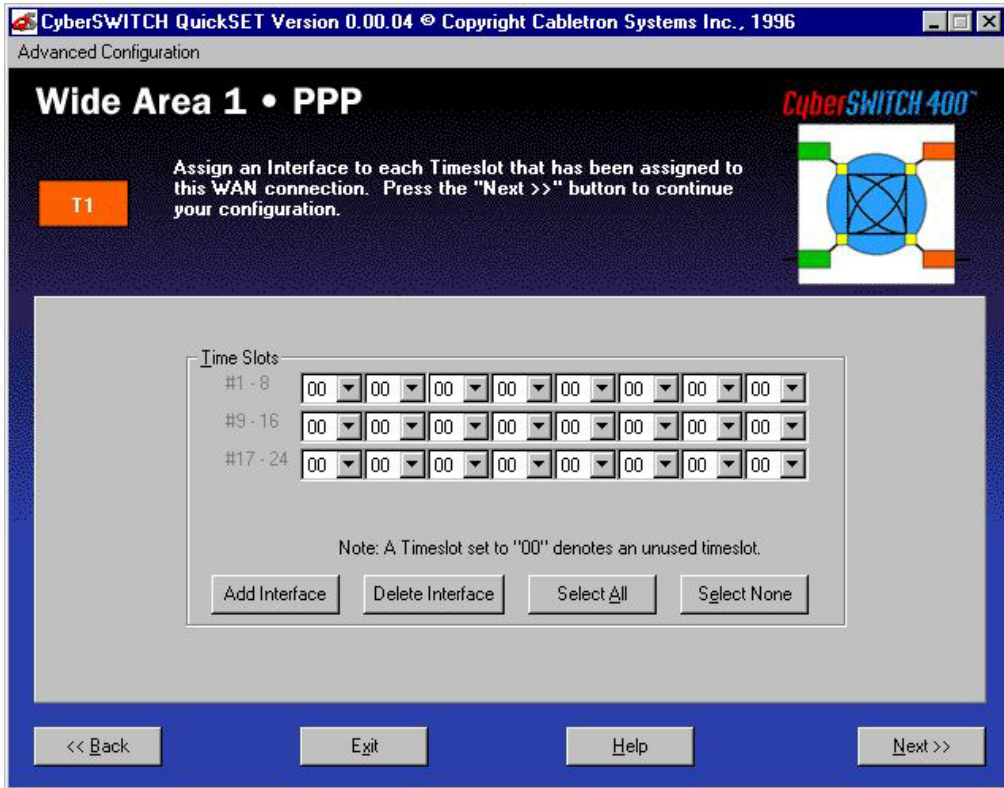 CyberSWITCH QuickSET Version 0.00.04 © Copyright Cabletron Systems Inc., 1996
Advanced Configuration
Wide Area 1 • PPP
CyberSWITCH 400™
T1
Assign an Interface to each Timeslot that has been assigned to
this WAN connection. Press the "Next >>" button to continue
your configuration.
Time Slots
#1 - 8 00 00 00 00 00 00 00 00
#9 - 16 00 00 00 00 00 00 00 00
#17 - 24 00 00 00 00 00 00 00 00
Note: A Timeslot set to "00" denotes an unused timeslot.
Add Interface Delete Interface Select All Select None
<< Back Exit Help Next >>